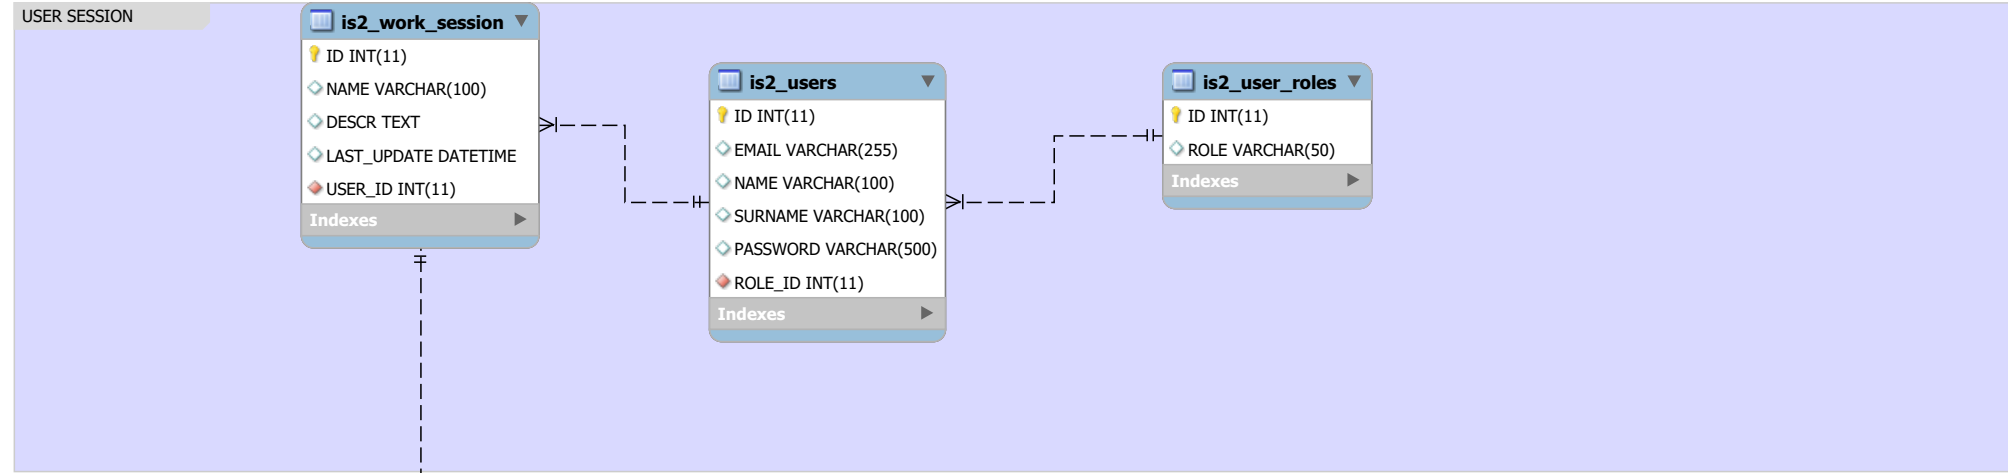 USER SESSION
is2_work_session
ID INT(11)
NAME VARCHAR(100)
DESCR TEXT
LAST_UPDATE DATETIME
USER_ID INT(11)
Indexes
is2_users
ID INT(11)
EMAIL VARCHAR(255)
NAME VARCHAR(100)
SURNAME VARCHAR(100)
PASSWORD VARCHAR(500)
ROLE_ID INT(11)
Indexes
is2_user_roles
ID INT(11)
ROLE VARCHAR(50)
Indexes